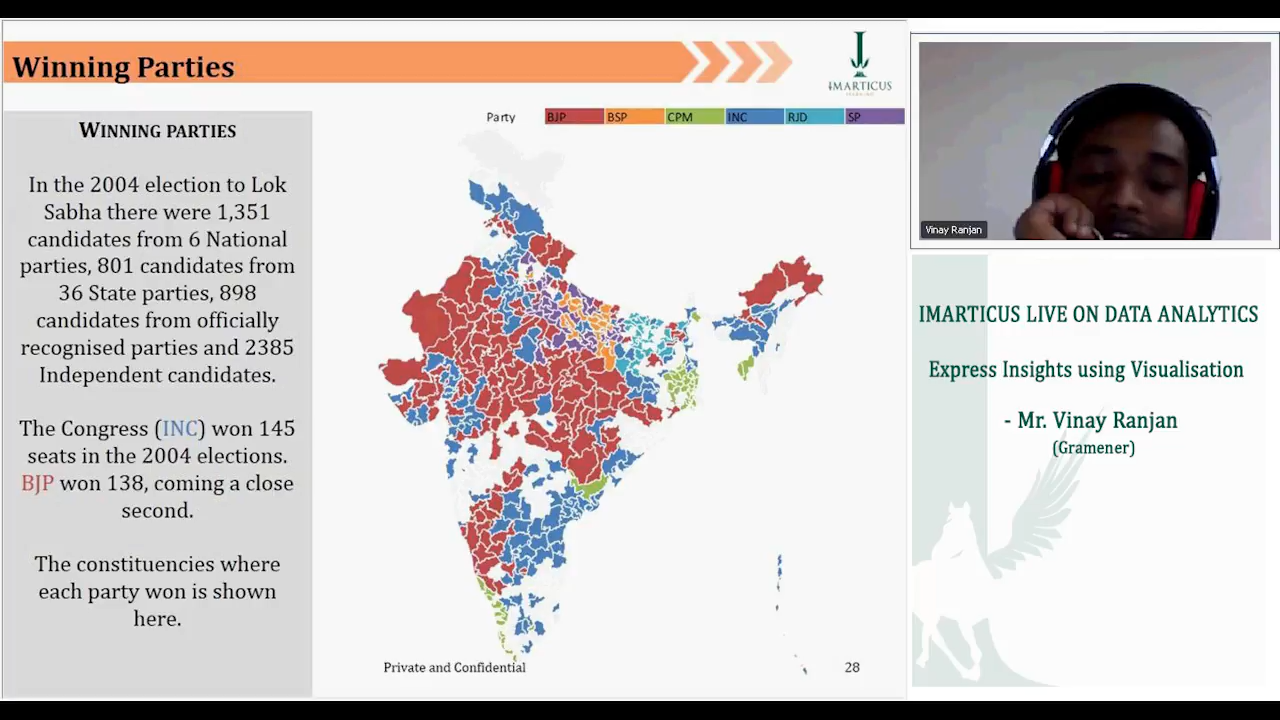 Winning Parties
IMARTICUS
LEARNING
WINNING PARTIES
In the 2004 election to Lok
Sabha there were 1,351
candidates from 6 National
parties, 801 candidates from
36 State parties, 898
candidates from officially
recognised parties and 2385
Independent candidates.
The Congress (INC) won 145
seats in the 2004 elections.
BJP won 138, coming a close
second.
The constituencies where
each party won is shown
here.
Party BJP BSP CPM INC RJD SP
Private and Confidential
28
Vinay Ranjan
IMARTICUS LIVE ON DATA ANALYTICS
Express Insights using Visualisation
- Mr. Vinay Ranjan
(Gramener)